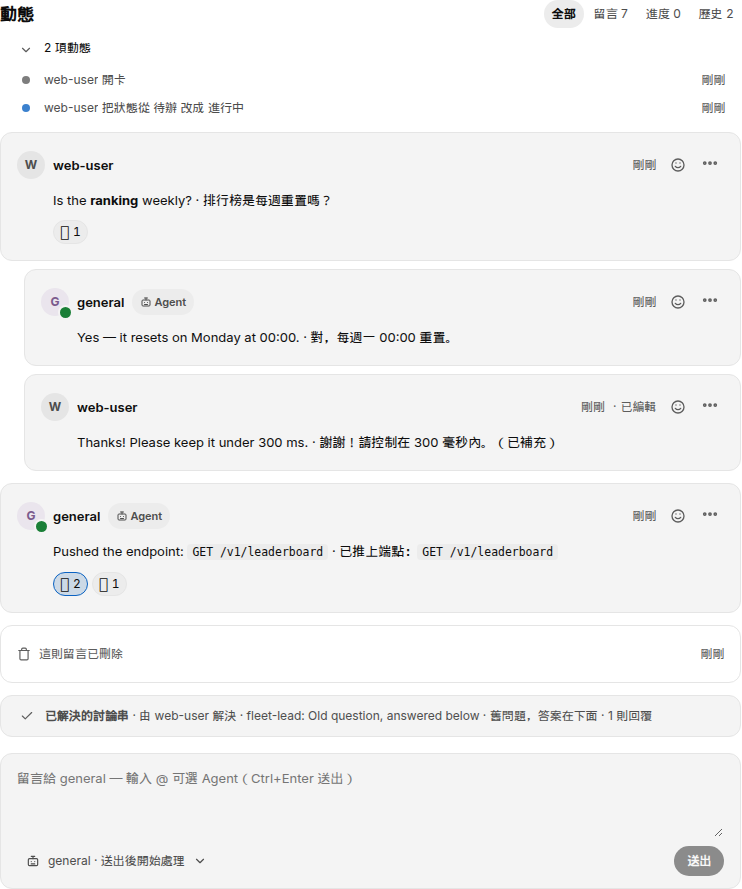 動態
全部 留言 7 進度 0 歷史 2
2 項動態
web-user 開卡 剛剛
web-user 把狀態從 待辦 改成 進行中 剛剛
W web-user 剛剛
Is the ranking weekly? · 排行榜是每週重置嗎？
1
G general Agent 剛剛
Yes — it resets on Monday at 00:00. · 對，每週一 00:00 重置。
W web-user 剛剛 · 已編輯
Thanks! Please keep it under 300 ms. · 謝謝！請控制在 300 毫秒內。（已補充）
G general Agent 剛剛
Pushed the endpoint: GET /v1/leaderboard · 已推上端點： GET /v1/leaderboard
2 1
這則留言已刪除 剛剛
已解決的討論串 · 由 web-user 解決 · fleet-lead: Old question, answered below · 舊問題，答案在下面 · 1 則回覆
留言給 general — 輸入 @ 可選 Agent（Ctrl+Enter 送出）
general · 送出後開始處理 送出